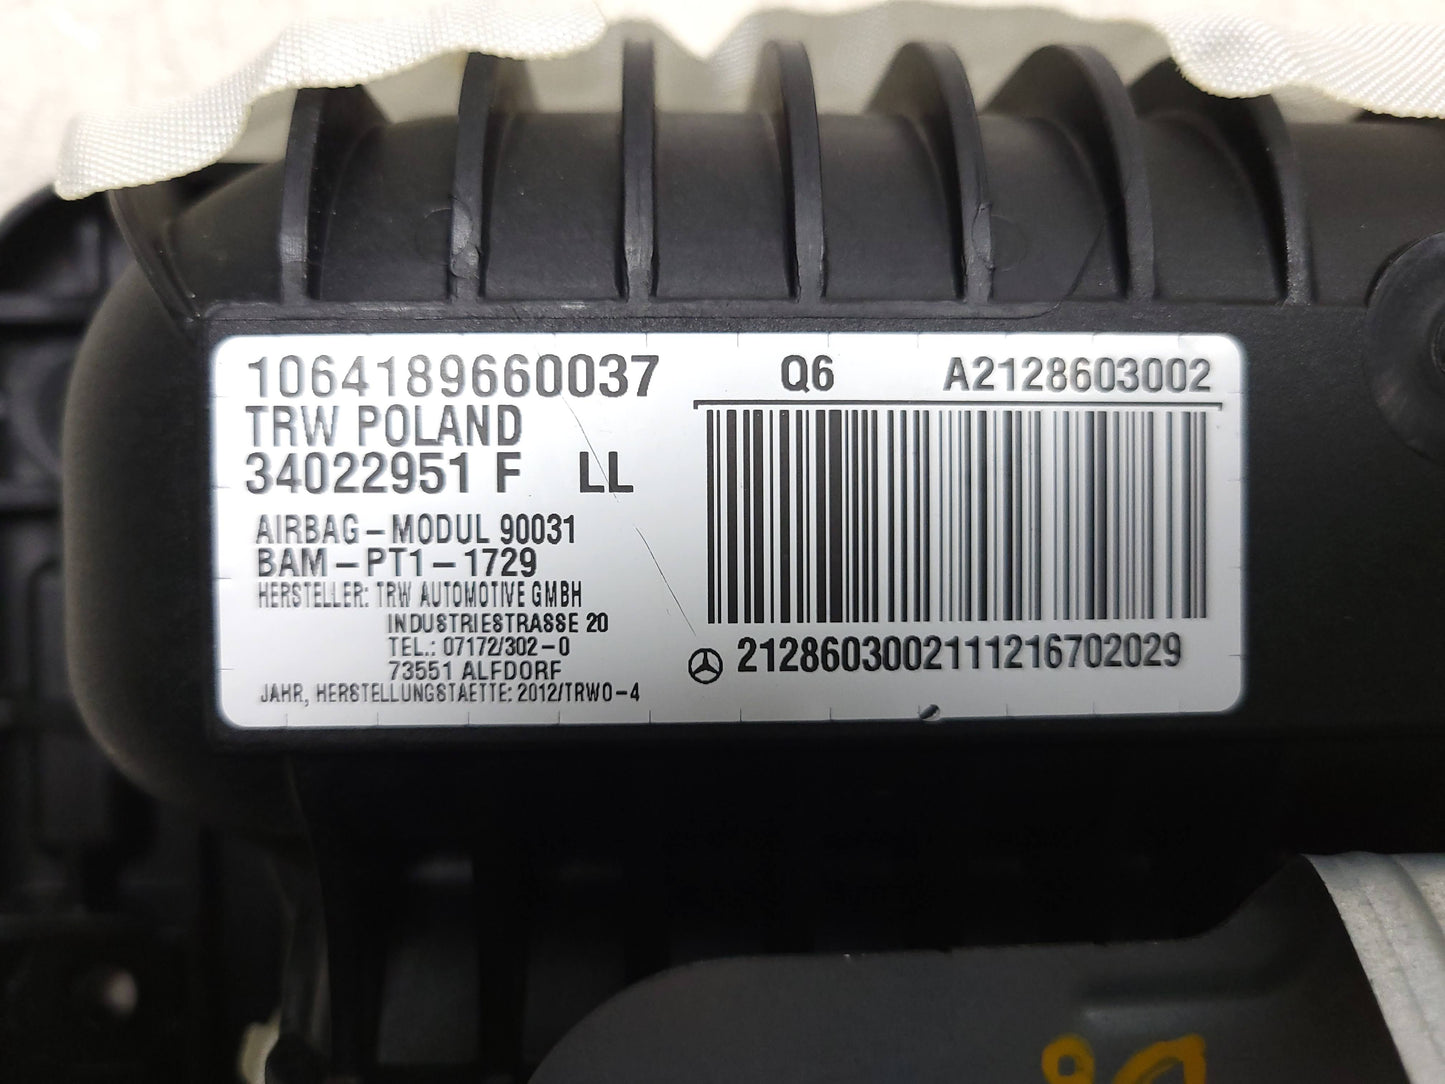 1064189660037
TRW POLAND
34022951 F LL
AIRBAG-MODUL 90031
BAM-PT1-1729
HERSTELLER: TRW AUTOMOTIVE GMBH
INDUSTRIESTRASSE 20
TEL.: 07172/302-0
73551 ALFDORF
JAHR, HERSTELLUNGSTAETTE: 2012/TRWO-4
Q6 A2128603002
2128603002111216702029